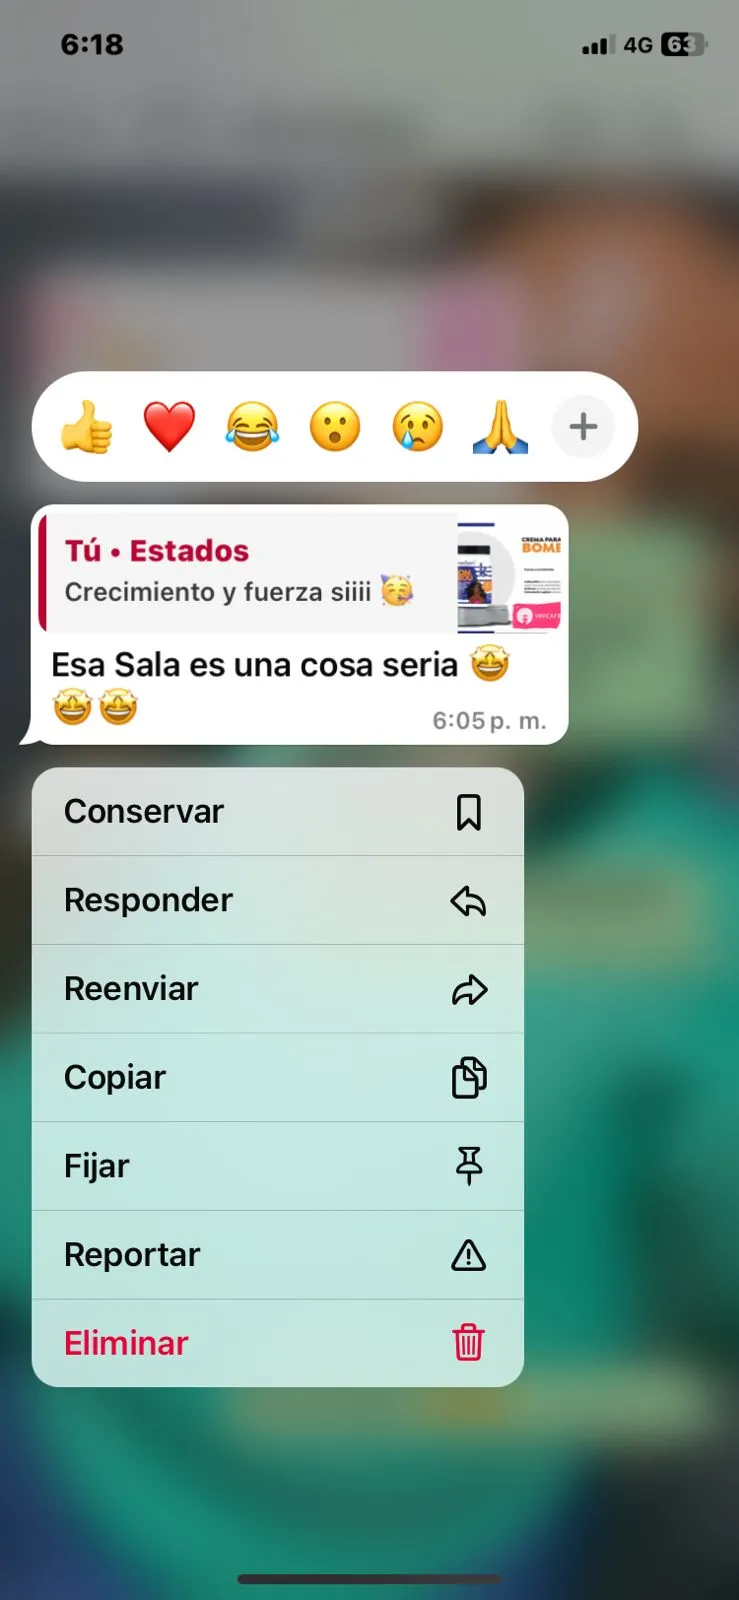 6:18
4G 63
Tú • Estados
Crecimiento y fuerza siiii 🥳
CREMA PARA
Esa Sala es una cosa seria 🤩
🤩🤩
6:05 p. m.
Conservar
Responder
Reenviar
Copiar
Fijar
Reportar
Eliminar